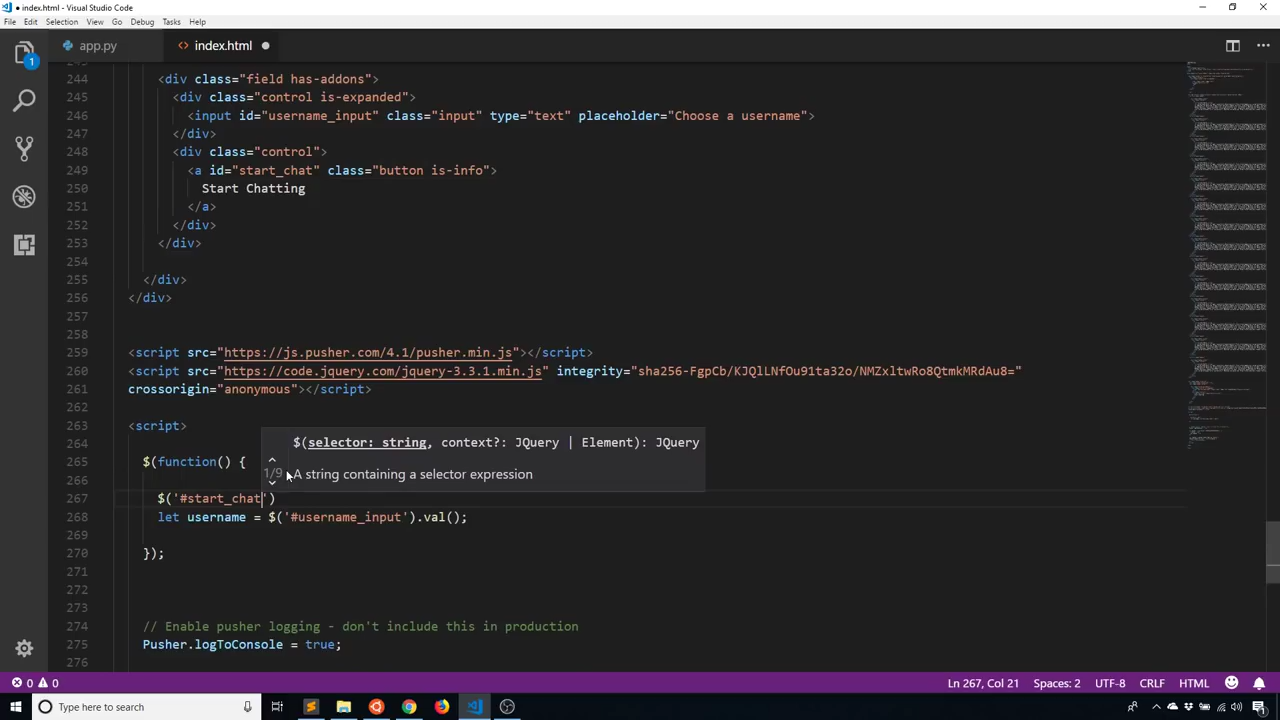 index.html - Visual Studio Code
File Edit Selection View Go Debug Tasks Help
app.py index.html
1
244 <div class="field has-addons">
245 <div class="control is-expanded">
246 <input id="username_input" class="input" type="text" placeholder="Choose a username">
247 </div>
248 <div class="control">
249 <a id="start_chat" class="button is-info">
250 Start Chatting
251 </a>
252 </div>
253 </div>
254
255 </div>
256 </div>
257
258
259 <script src="https://js.pusher.com/4.1/pusher.min.js"></script>
260 <script src="https://code.jquery.com/jquery-3.3.1.min.js" integrity="sha256-FgpCb/KJQlLNfOu91ta32o/NMZxltwRo8QtmkMRdAu8="
261 crossorigin="anonymous"></script>
262
263 <script>
264
$(selector: string, context?: JQuery | Element): JQuery
265 $(function() {
1/9 A string containing a selector expression
266
267 $('#start_chat')
268 let username = $('#username_input').val();
269
270 });
271
272
273
274 // Enable pusher logging - don't include this in production
275 Pusher.logToConsole = true;
276
0 0 Ln 267, Col 21 Spaces: 2 UTF-8 CRLF HTML
Type here to search